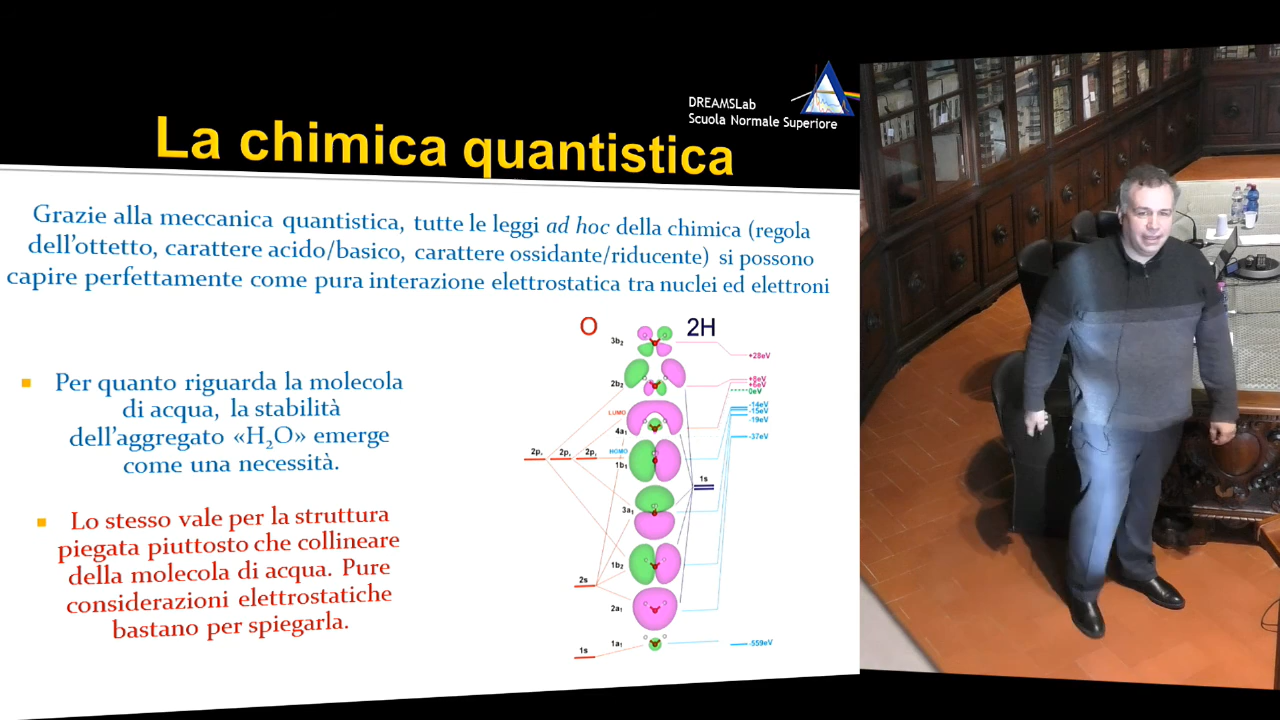 DREAMSLab
Scuola Normale Superiore
La chimica quantistica
Grazie alla meccanica quantistica, tutte le leggi ad hoc della chimica (regola
dell'ottetto, carattere acido/basico, carattere ossidante/riducente) si possono
capire perfettamente come pura interazione elettrostatica tra nuclei ed elettroni
Per quanto riguarda la molecola
di acqua, la stabilità
dell'aggregato «H₂O» emerge
come una necessità.
Lo stesso vale per la struttura
piegata piuttosto che collineare
della molecola di acqua. Pure
considerazioni elettrostatiche
bastano per spiegarla.
O 2H
3b₂
+28eV
2b₂
+8eV
+6eV
0eV
LUMO
4a₁
-14eV
-15eV
-19eV
-37eV
HOMO
1b₁
1s
3a₁
1b₂
2s
2a₁
1a₁
1s
-559eV